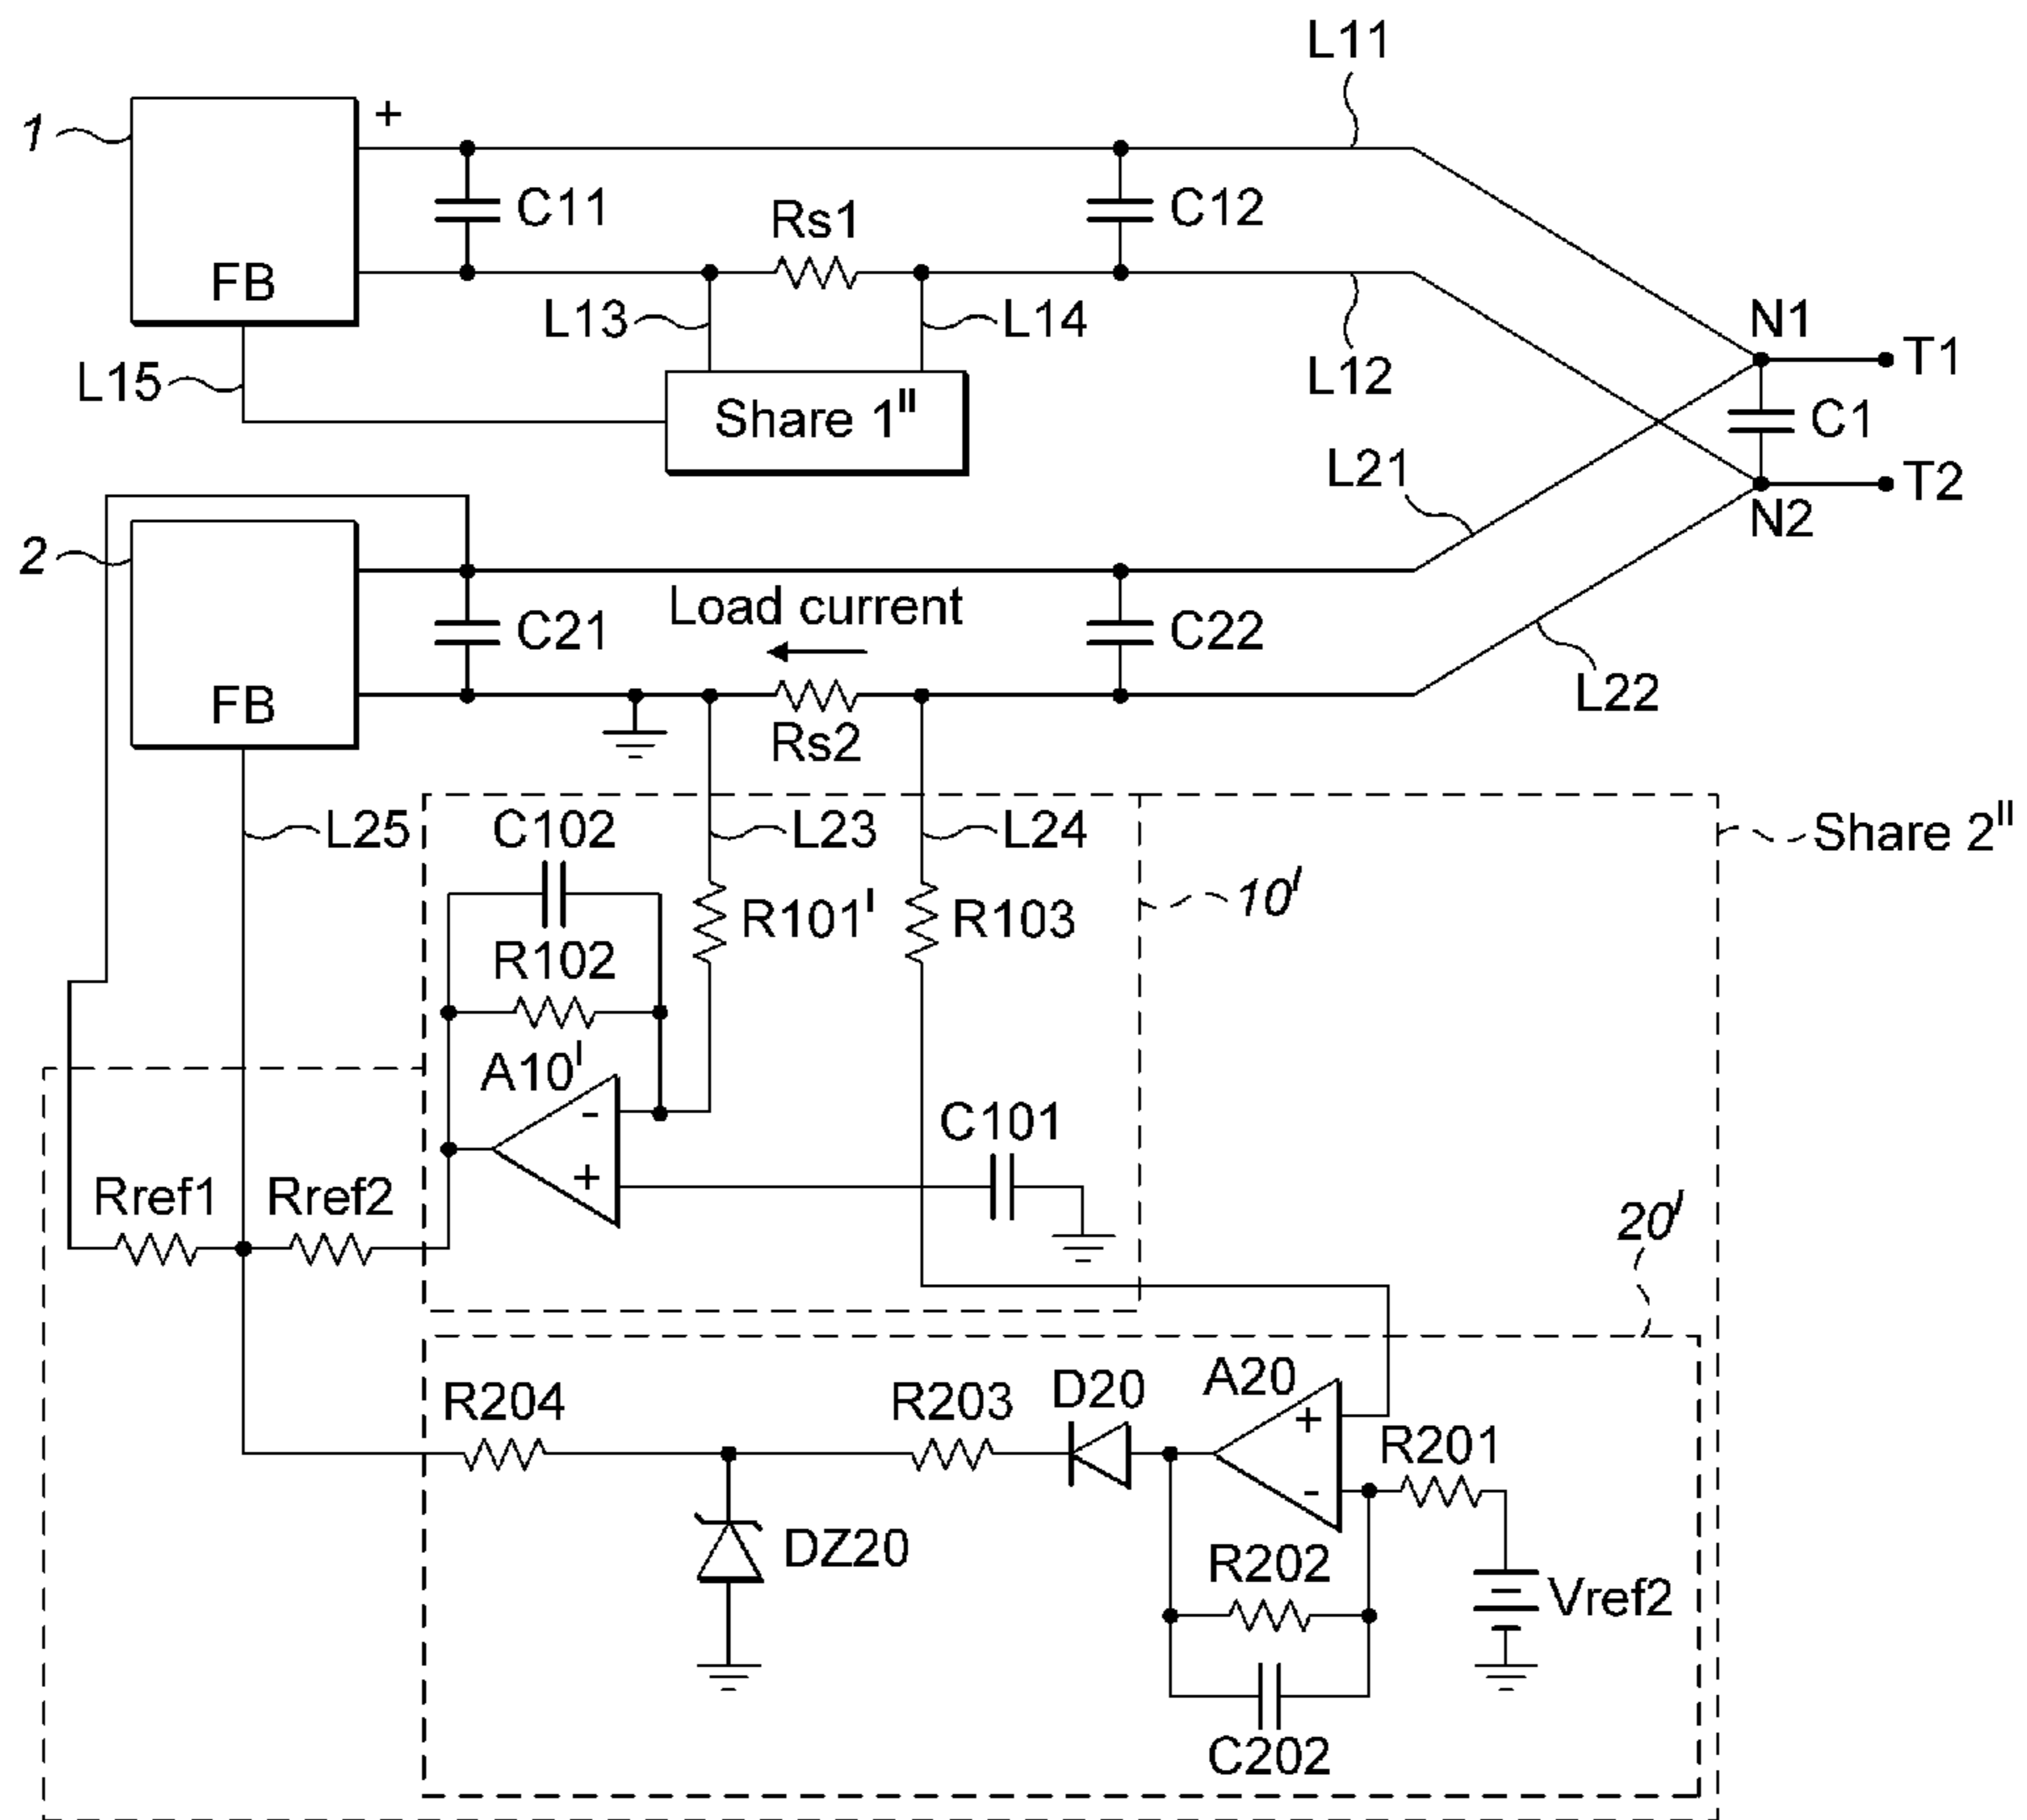 L11
1
+
C11
Rs1
C12
FB
L13
L14
L12
N1
T1
L15
Share 1"
C1
L21
T2
N2
2
Load current
C21
C22
FB
Rs2
L22
L25
C102
L23
L24
Share 2"
10'
R101'
R103
R102
A10'
-
C101
+
Rref1
Rref2
20'
R204
R203
D20
A20
+
R201
-
DZ20
R202
Vref2
C202